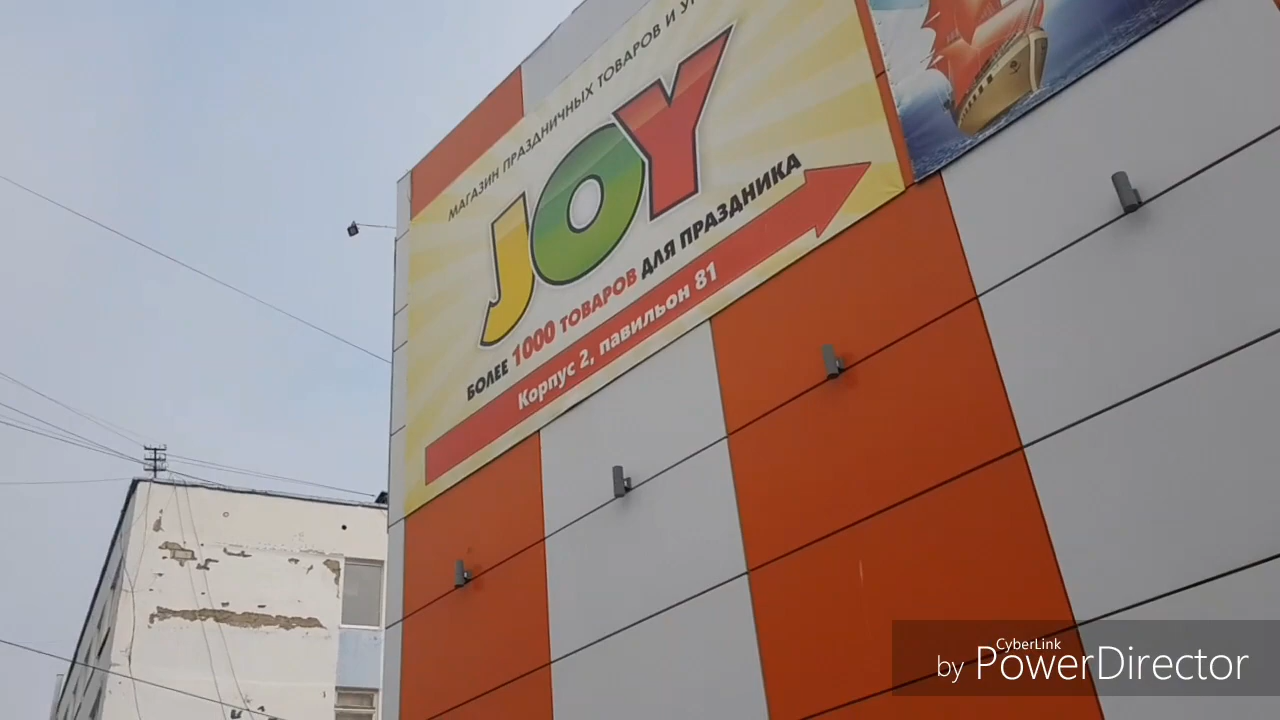 МАГАЗИН ПРАЗДНИЧНЫХ ТОВАРОВ И
JOY
БОЛЕЕ 1000 ТОВАРОВ ДЛЯ ПРАЗДНИКА
Корпус 2, павильон 81
CyberLink
by PowerDirector